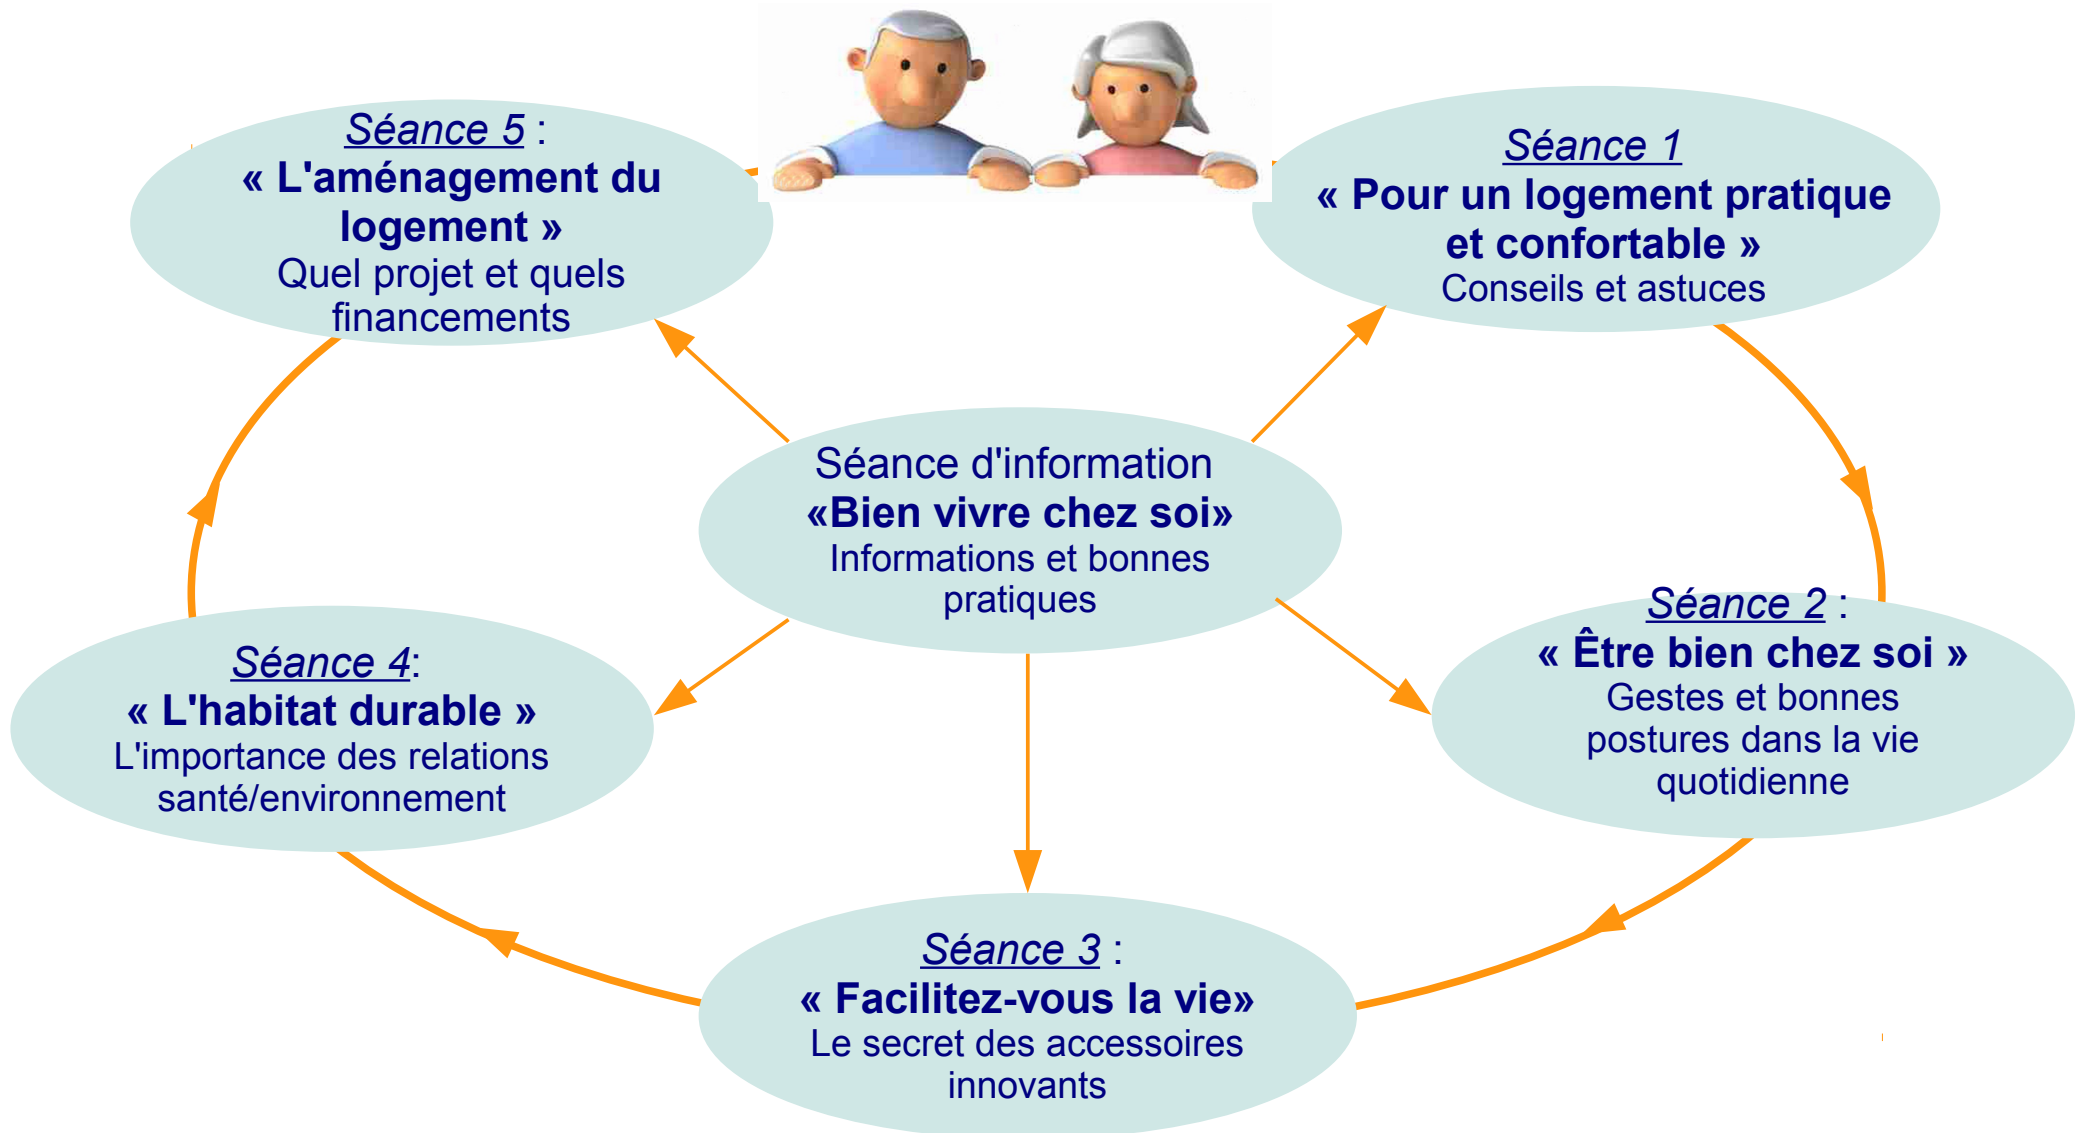 Séance 5 :
« L'aménagement du
logement »
Quel projet et quels
financements
Séance 1
« Pour un logement pratique
et confortable »
Conseils et astuces
Séance d'information
«Bien vivre chez soi»
Informations et bonnes
pratiques
Séance 2 :
« Être bien chez soi »
Gestes et bonnes
postures dans la vie
quotidienne
Séance 4:
« L'habitat durable »
L'importance des relations
santé/environnement
Séance 3 :
« Facilitez-vous la vie»
Le secret des accessoires
innovants